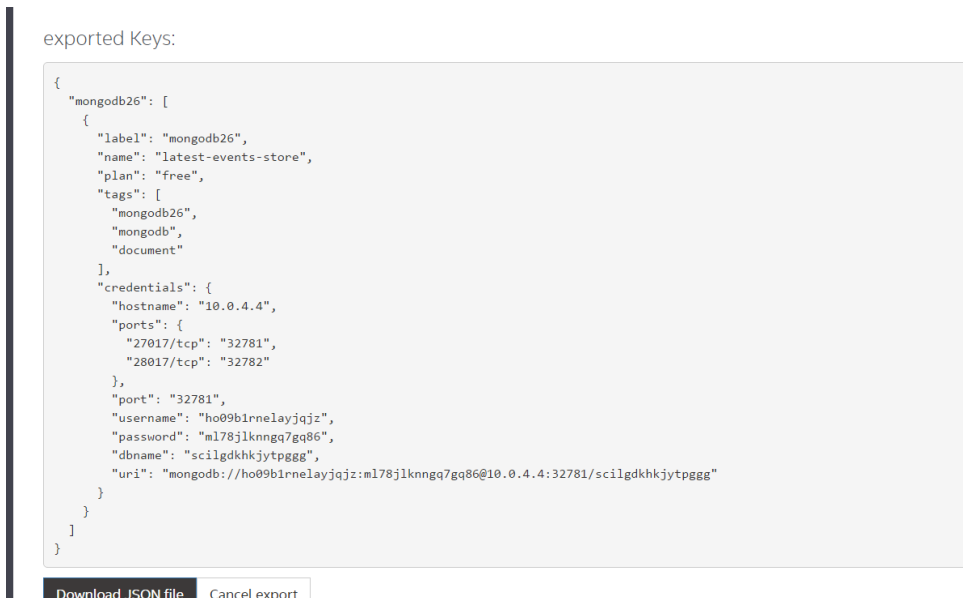 exported Keys:
{
  "mongodb26": [
    {
      "label": "mongodb26",
      "name": "latest-events-store",
      "plan": "free",
      "tags": [
        "mongodb26",
        "mongodb",
        "document"
      ],
      "credentials": {
        "hostname": "10.0.4.4",
        "ports": {
          "27017/tcp": "32781",
          "28017/tcp": "32782"
        },
        "port": "32781",
        "username": "ho09b1rnelayjqjz",
        "password": "ml78jlknngq7gq86",
        "dbname": "scilgdkhkjytpggg",
        "uri": "mongodb://ho09b1rnelayjqjz:ml78jlknngq7gq86@10.0.4.4:32781/scilgdkhkjytpggg"
      }
    }
  ]
}
Download JSON file Cancel export